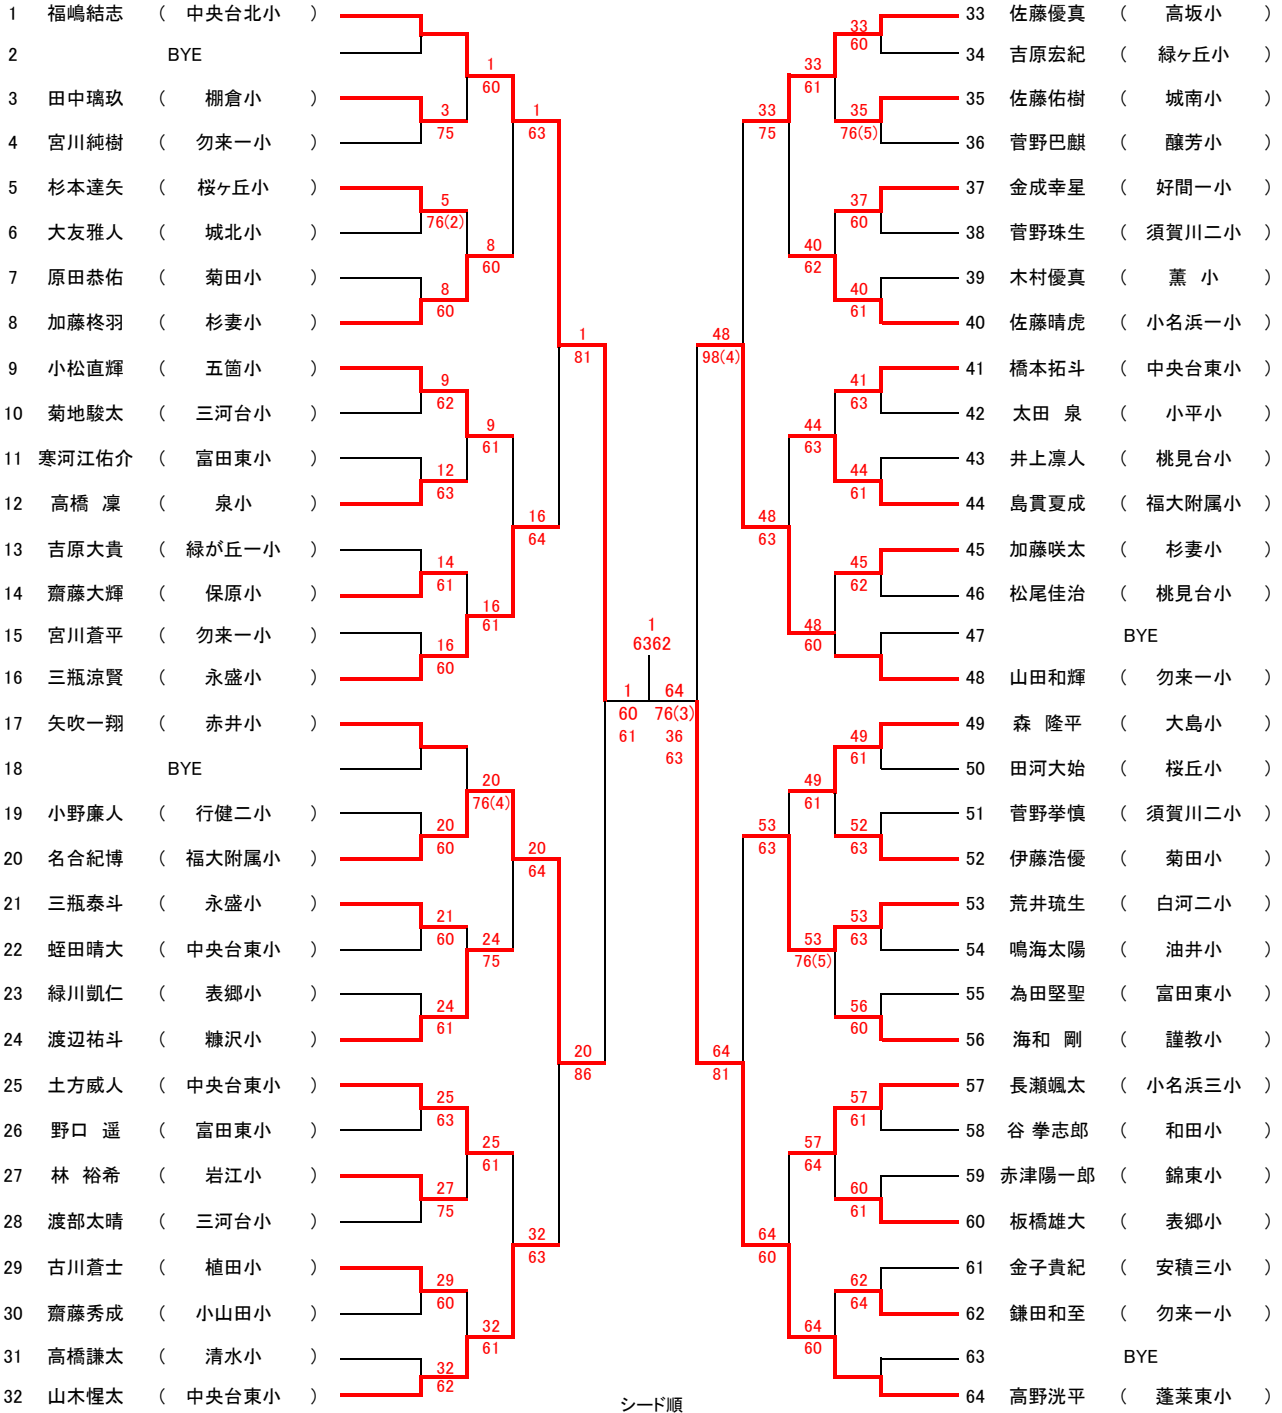 1 福嶋結志 ( 中央台北小 )
2 BYE
3 田中璃玖 ( 棚倉小 )
4 宮川純樹 ( 勿来一小 )
5 杉本達矢 ( 桜ヶ丘小 )
6 大友雅人 ( 城北小 )
7 原田恭佑 ( 菊田小 )
8 加藤柊羽 ( 杉妻小 )
9 小松直輝 ( 五箇小 )
10 菊地駿太 ( 三河台小 )
11 寒河江佑介 ( 富田東小 )
12 高橋 凜 ( 泉小 )
13 吉原大貴 ( 緑が丘一小 )
14 齋藤大輝 ( 保原小 )
15 宮川蒼平 ( 勿来一小 )
16 三瓶涼賢 ( 永盛小 )
17 矢吹一翔 ( 赤井小 )
18 BYE
19 小野廉人 ( 行健二小 )
20 名合紀博 ( 福大附属小 )
21 三瓶泰斗 ( 永盛小 )
22 蛭田晴大 ( 中央台東小 )
23 緑川凱仁 ( 表郷小 )
24 渡辺祐斗 ( 糠沢小 )
25 土方威人 ( 中央台東小 )
26 野口 遥 ( 富田東小 )
27 林 裕希 ( 岩江小 )
28 渡部太晴 ( 三河台小 )
29 古川蒼士 ( 植田小 )
30 齋藤秀成 ( 小山田小 )
31 高橋謙太 ( 清水小 )
32 山木惺太 ( 中央台東小 )
3
75
5
76(2)
8
60
9
62
12
63
14
61
16
60
20
60
21
60
24
61
25
63
27
75
29
60
32
62
1
60
8
60
9
61
16
61
20
76(4)
24
75
25
61
32
61
1
63
16
64
20
64
32
63
1
81
20
86
1
60
61
1
6362
64
76(3)
36
63
48
98(4)
64
81
33
75
48
63
53
63
64
60
33
61
40
62
44
63
48
60
49
61
53
76(5)
57
64
64
60
33
60
35
76(5)
37
60
40
61
41
63
44
61
45
62
49
61
52
63
53
63
56
60
57
61
60
61
62
64
33 佐藤優真 ( 高坂小 )
34 吉原宏紀 ( 緑ヶ丘小 )
35 佐藤佑樹 ( 城南小 )
36 菅野巴麒 ( 醸芳小 )
37 金成幸星 ( 好間一小 )
38 菅野珠生 ( 須賀川二小 )
39 木村優真 ( 薫 小 )
40 佐藤晴虎 ( 小名浜一小 )
41 橋本拓斗 ( 中央台東小 )
42 太田 泉 ( 小平小 )
43 井上凛人 ( 桃見台小 )
44 島貫夏成 ( 福大附属小 )
45 加藤咲太 ( 杉妻小 )
46 松尾佳治 ( 桃見台小 )
47 BYE
48 山田和輝 ( 勿来一小 )
49 森 隆平 ( 大島小 )
50 田河大始 ( 桜丘小 )
51 菅野挙慎 ( 須賀川二小 )
52 伊藤浩優 ( 菊田小 )
53 荒井琉生 ( 白河二小 )
54 鳴海太陽 ( 油井小 )
55 為田堅聖 ( 富田東小 )
56 海和 剛 ( 謹教小 )
57 長瀬颯太 ( 小名浜三小 )
58 谷 拳志郎 ( 和田小 )
59 赤津陽一郎 ( 錦東小 )
60 板橋雄大 ( 表郷小 )
61 金子貴紀 ( 安積三小 )
62 鎌田和至 ( 勿来一小 )
63 BYE
64 高野洸平 ( 蓬莱東小 )
シード順